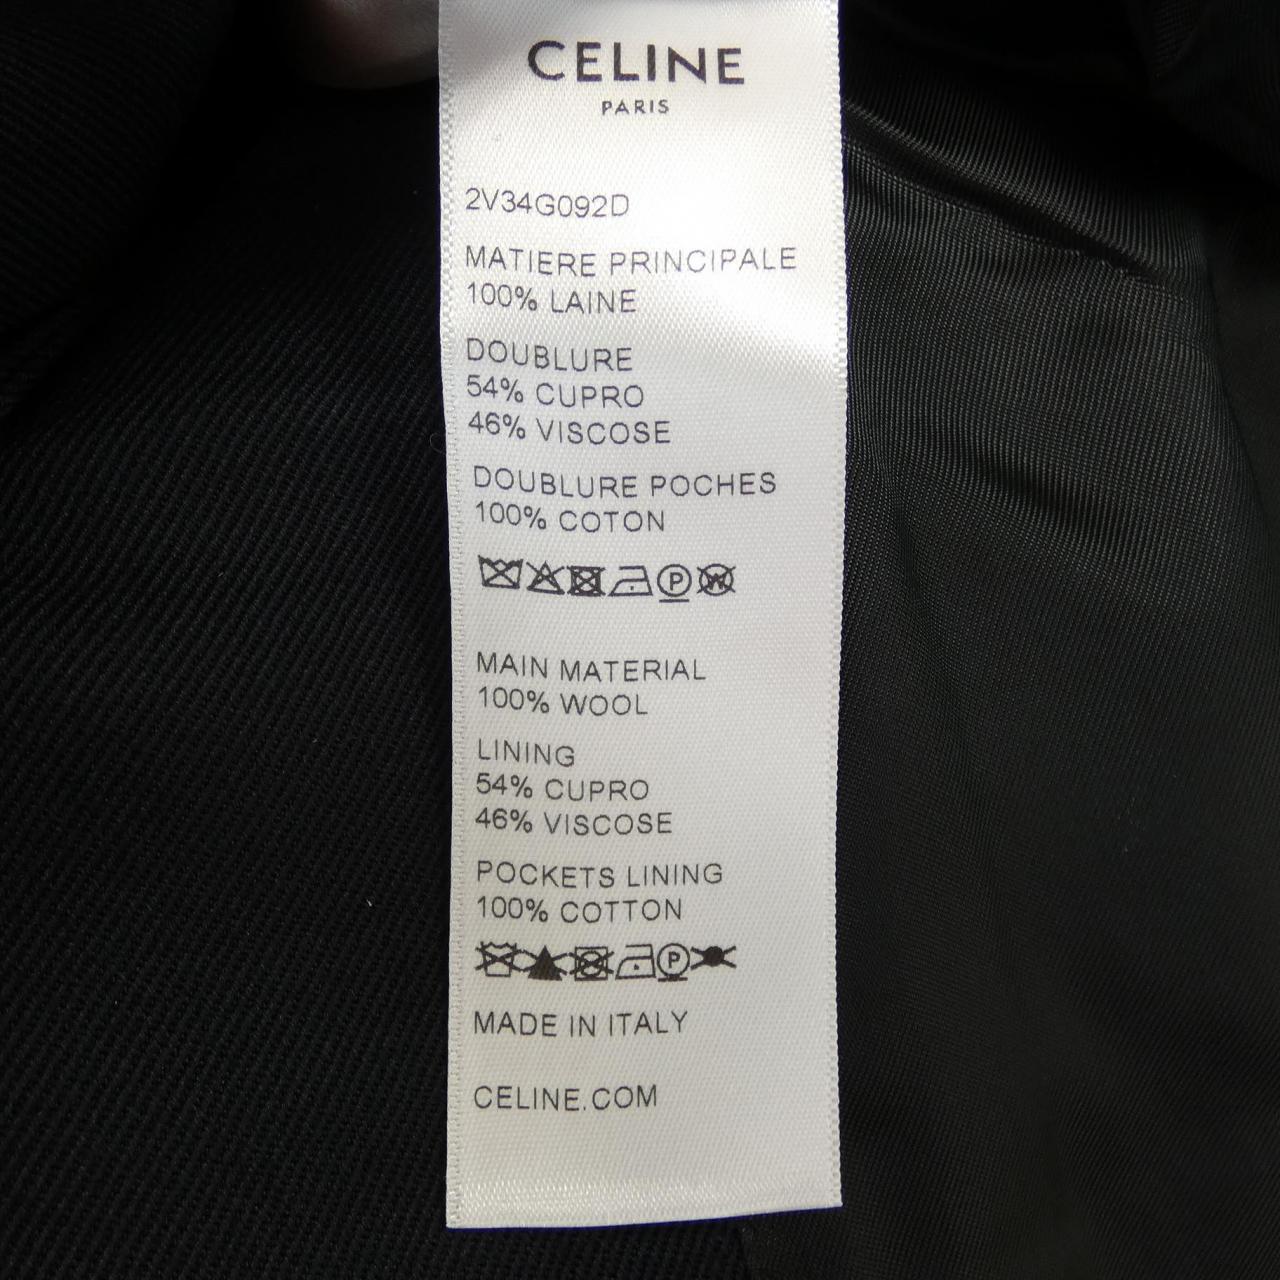 CELINE
PARIS
2V34G092D
MATIERE PRINCIPALE
100% LAINE
DOUBLURE
54% CUPRO
46% VISCOSE
DOUBLURE POCHES
100% COTON
P W
MAIN MATERIAL
100% WOOL
LINING
54% CUPRO
46% VISCOSE
POCKETS LINING
100% COTTON
P
MADE IN ITALY
CELINE.COM